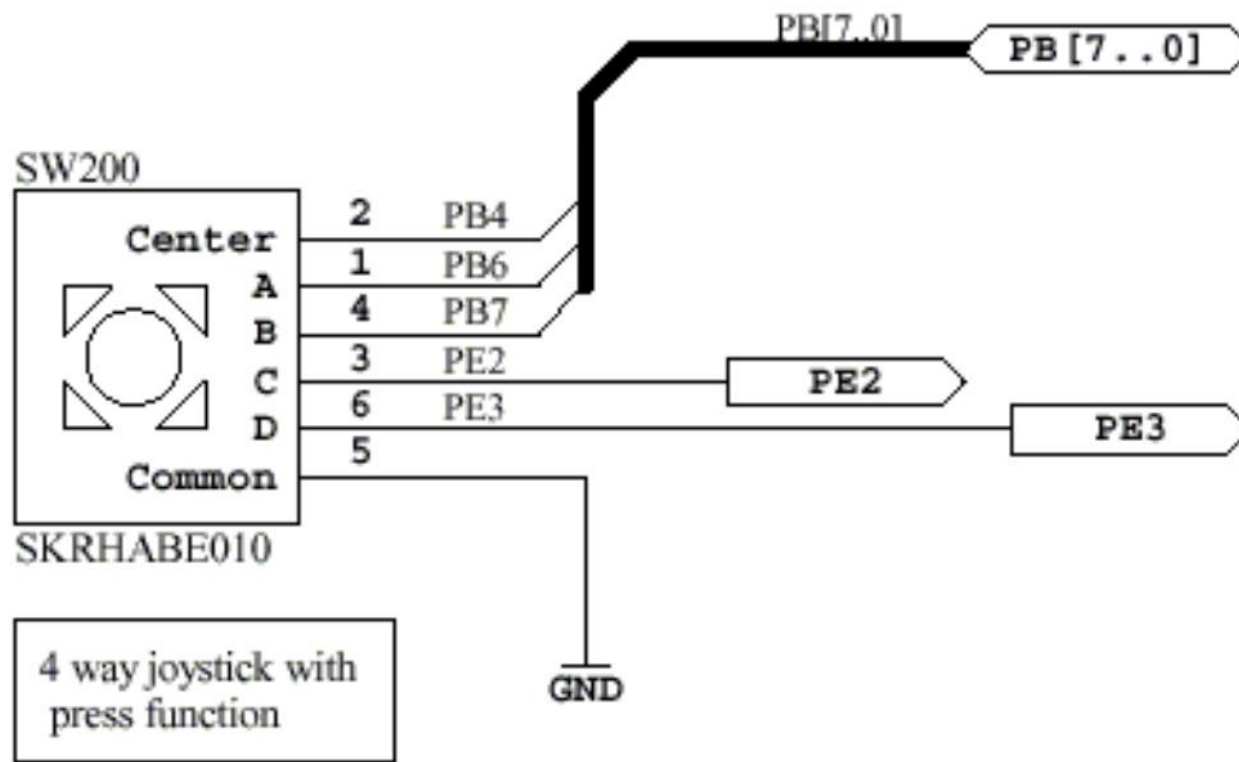 PB[7..0]
PB[7..0]
SW200
Center
2
PB4
A
1
PB6
B
4
PB7
C
3
PE2
PE2
D
6
PE3
PE3
Common
5
SKRHABE010
4 way joystick with
press function
GND